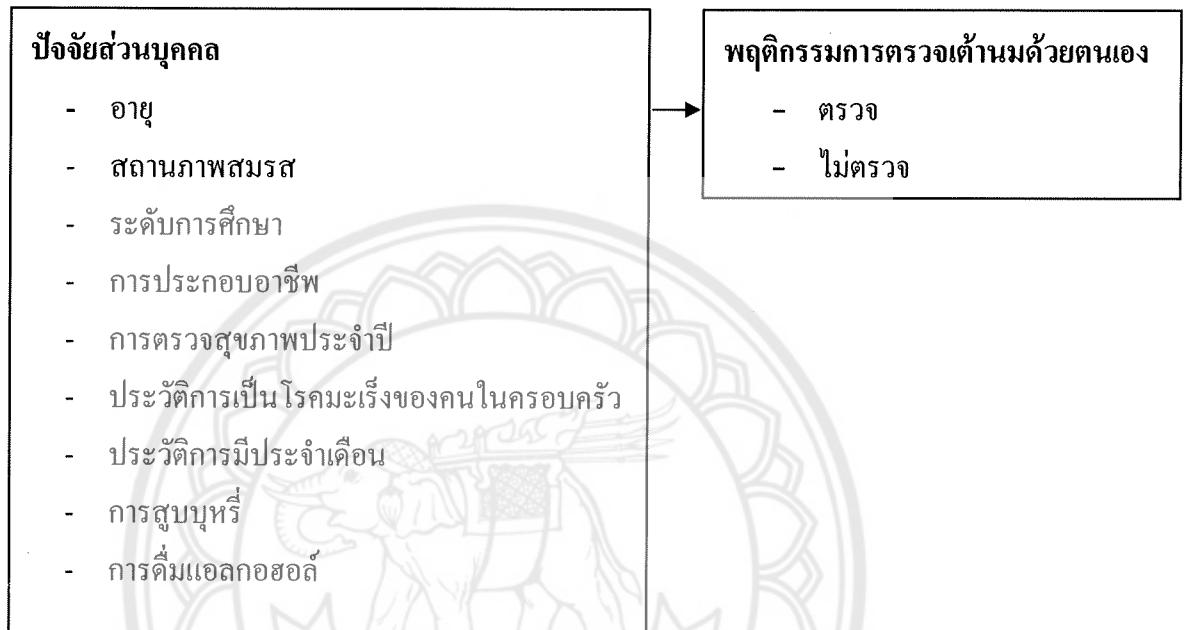 ปัจจัยส่วนบุคคล
- อายุ
- สถานภาพสมรส
- ระดับการศึกษา
- การประกอบอาชีพ
- การตรวจสุขภาพประจำปี
- ประวัติการเป็นโรคมะเร็งของคนในครอบครัว
- ประวัติการมีประจำเดือน
- การสูบบุหรี่
- การดื่มแอลกอฮอล์
พฤติกรรมการตรวจเต้านมด้วยตนเอง
- ตรวจ
- ไม่ตรวจ